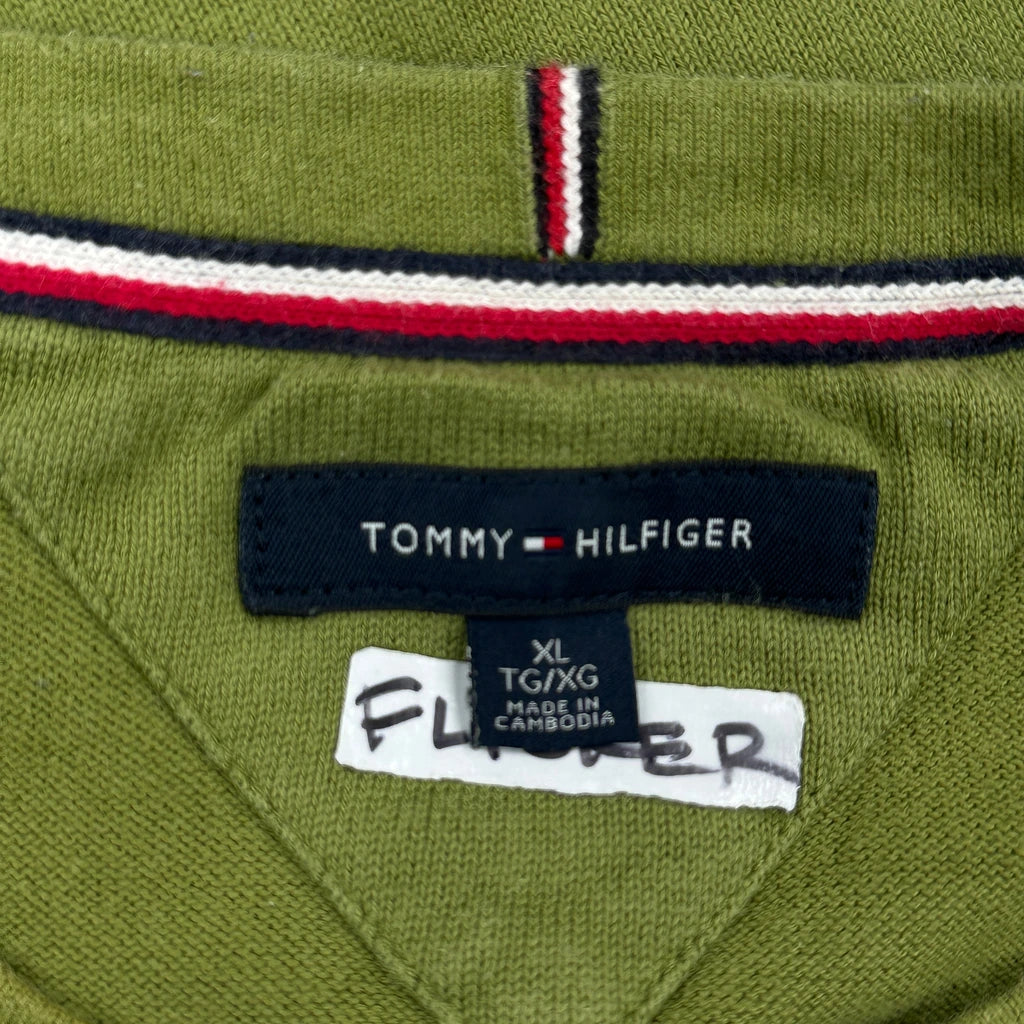 TOMMY HILFIGER
XL
TG/XG
MADE IN
CAMBODIA